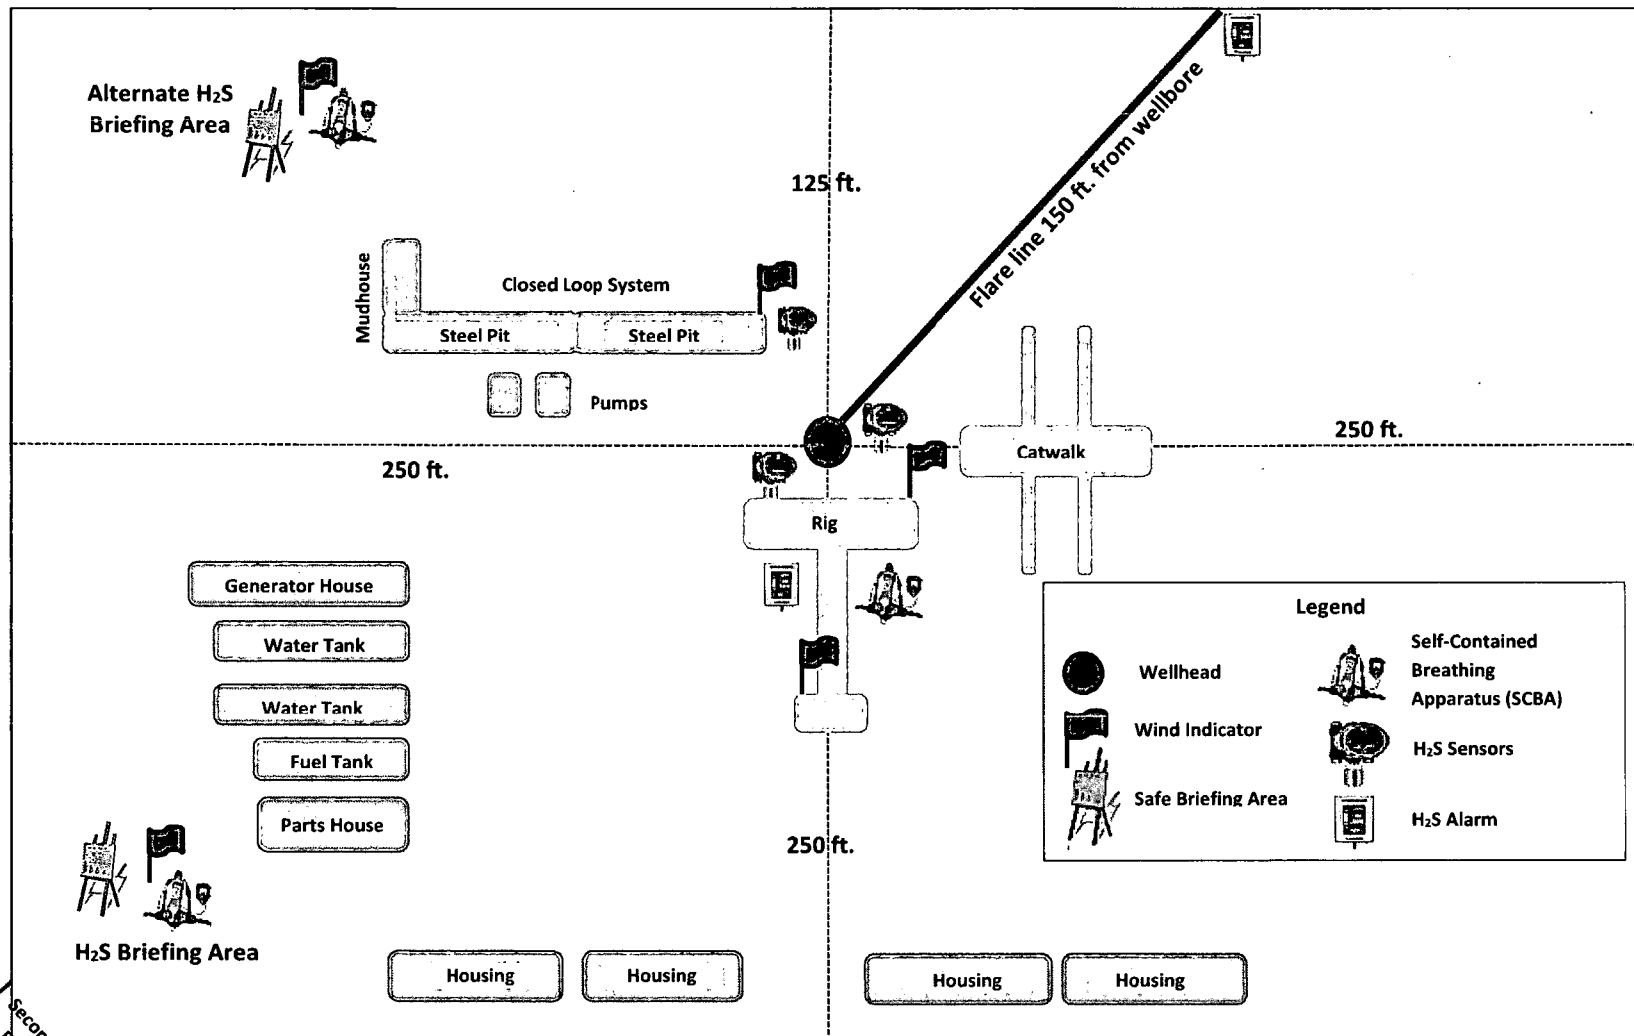 Alternate H₂S
Briefing Area
125 ft.
Flare line 150 ft. from wellbore
Mudhouse
Closed Loop System
Steel Pit
Steel Pit
Pumps
250 ft.
250 ft.
Catwalk
Rig
Generator House
Water Tank
Water Tank
Fuel Tank
Parts House
H₂S Briefing Area
250 ft.
Housing
Housing
Housing
Housing
Legend
Wellhead
Wind Indicator
Safe Briefing Area
Self-Contained
Breathing
Apparatus (SCBA)
H₂S Sensors
H₂S Alarm